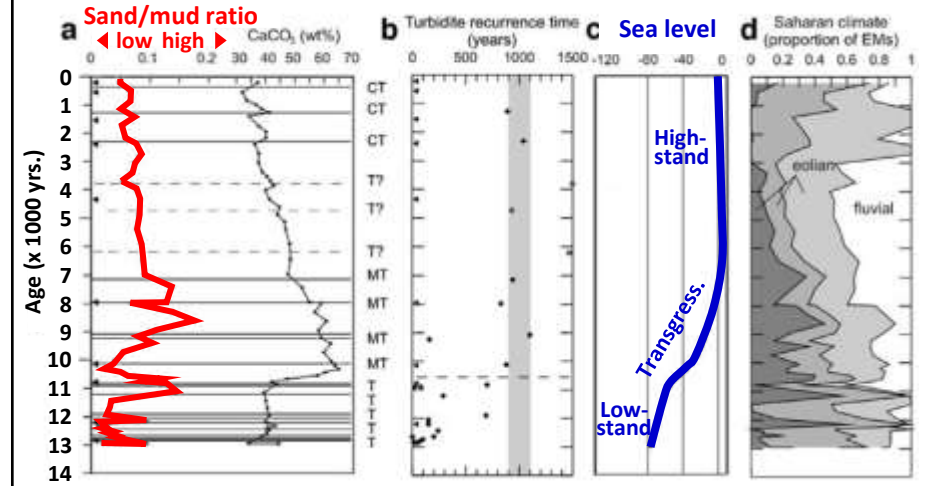 Sand/mud ratio
◀ low high ▶
a
CaCO₃ (wt%)
0 0.1 0.2 30 40 50 60 70
Age (x 1000 yrs.)
0
1
2
3
4
5
6
7
8
9
10
11
12
13
14
CT
CT
CT
T?
T?
T?
MT
MT
MT
MT
T
T
T
T
T
T
b
Turbidite recurrence time
(years)
0 500 1000 1500
c
Sea level
-120 -80 -40 0
High-
stand
Transgress.
Low-
stand
d
Saharan climate
(proportion of EMs)
0 0.2 0.4 0.6 0.8 1
eolian
fluvial